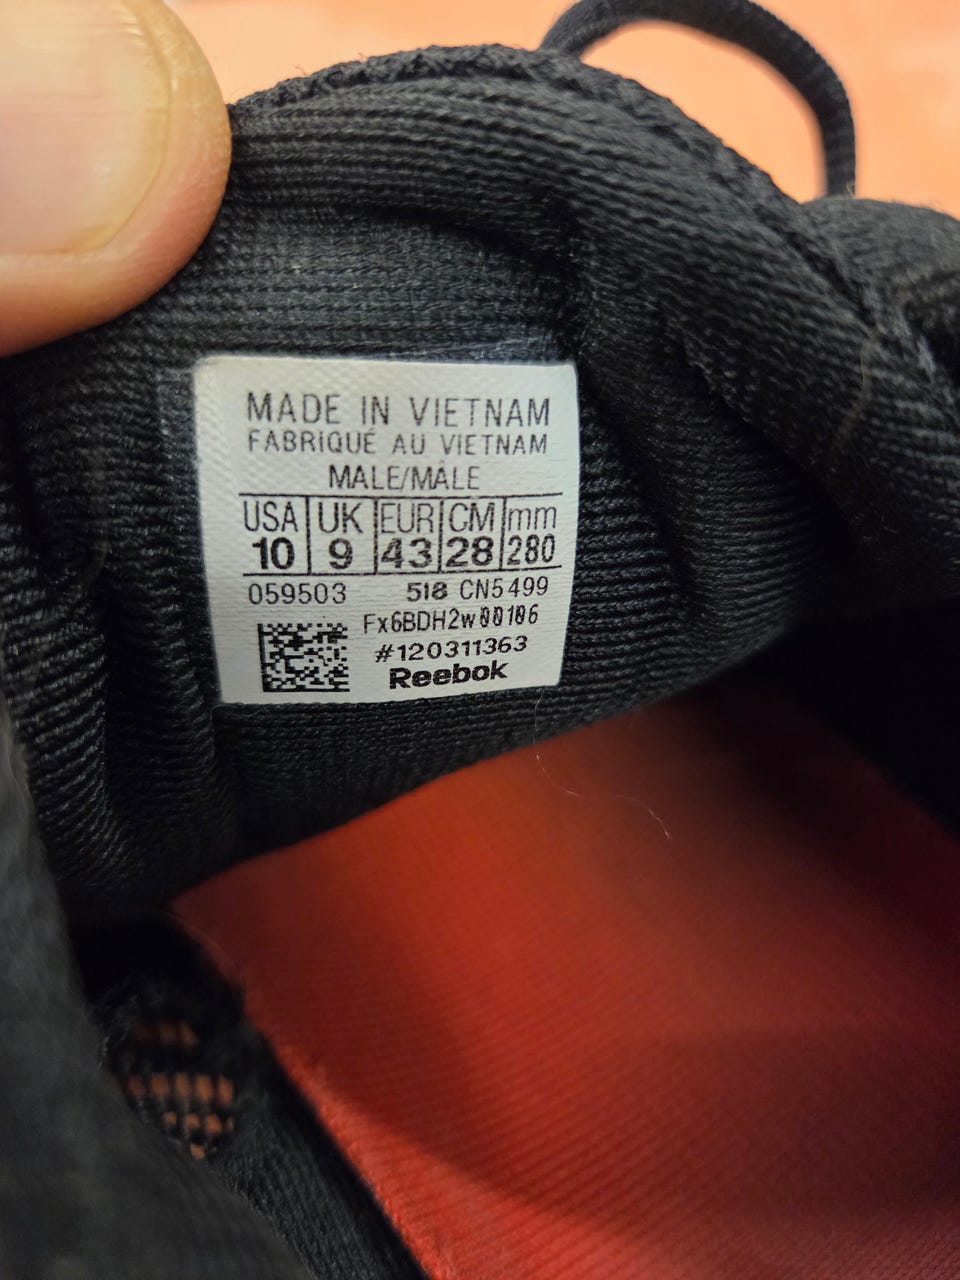 MADE IN VIETNAM
FABRIQUÉ AU VIETNAM
MALE/MÂLE
USA UK EUR CM mm
10 9 43 28 280
059503 518 CN5499
Fx6BDH2w00106
#120311363
Reebok